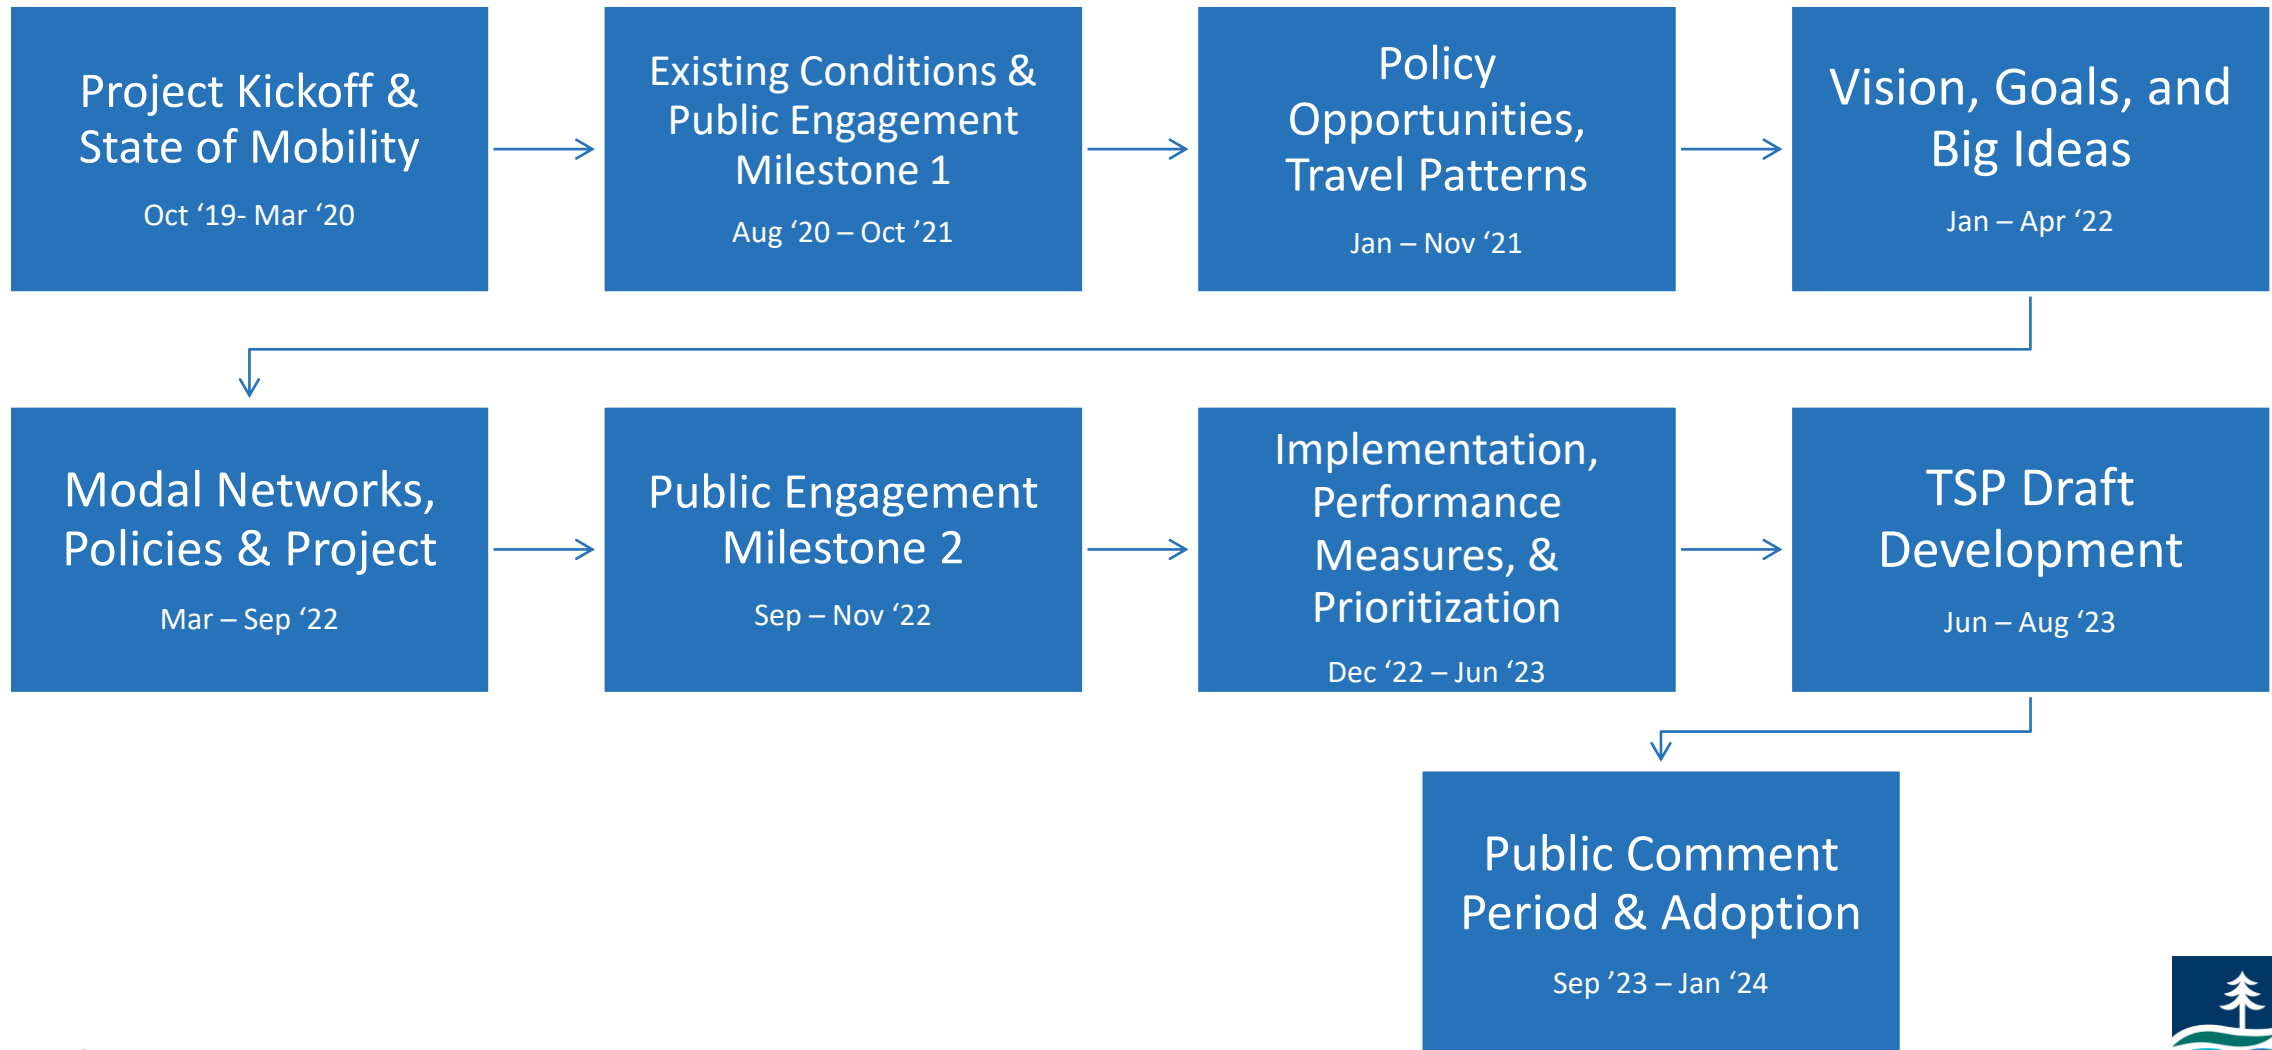 Project Kickoff &
State of Mobility
Oct ‘19- Mar ‘20
Existing Conditions &
Public Engagement
Milestone 1
Aug ‘20 – Oct ’21
Policy
Opportunities,
Travel Patterns
Jan – Nov ‘21
Vision, Goals, and
Big Ideas
Jan – Apr ‘22
Modal Networks,
Policies & Project
Mar – Sep ‘22
Public Engagement
Milestone 2
Sep – Nov ‘22
Implementation,
Performance
Measures, &
Prioritization
Dec ‘22 – Jun ‘23
TSP Draft
Development
Jun – Aug ‘23
Public Comment
Period & Adoption
Sep ’23 – Jan ‘24